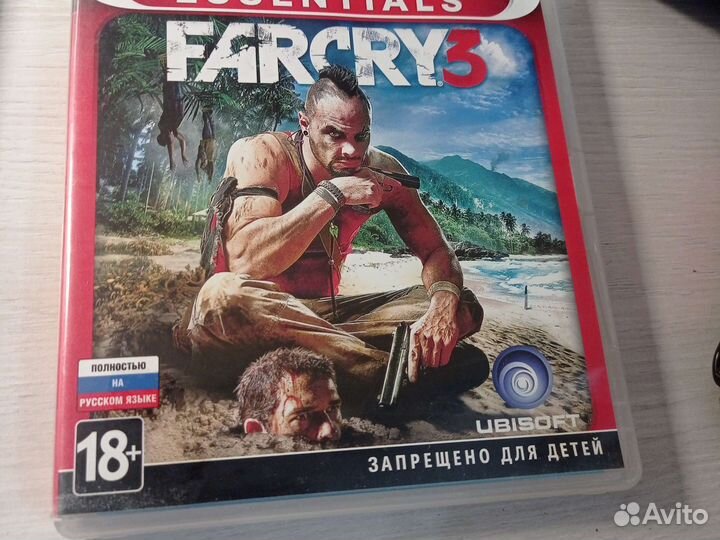 ESSENTIALS
FARCRY3
ПОЛНОСТЬЮ
НА
РУССКОМ ЯЗЫКЕ
UBISOFT
18+
ЗАПРЕЩЕНО ДЛЯ ДЕТЕЙ
Avito